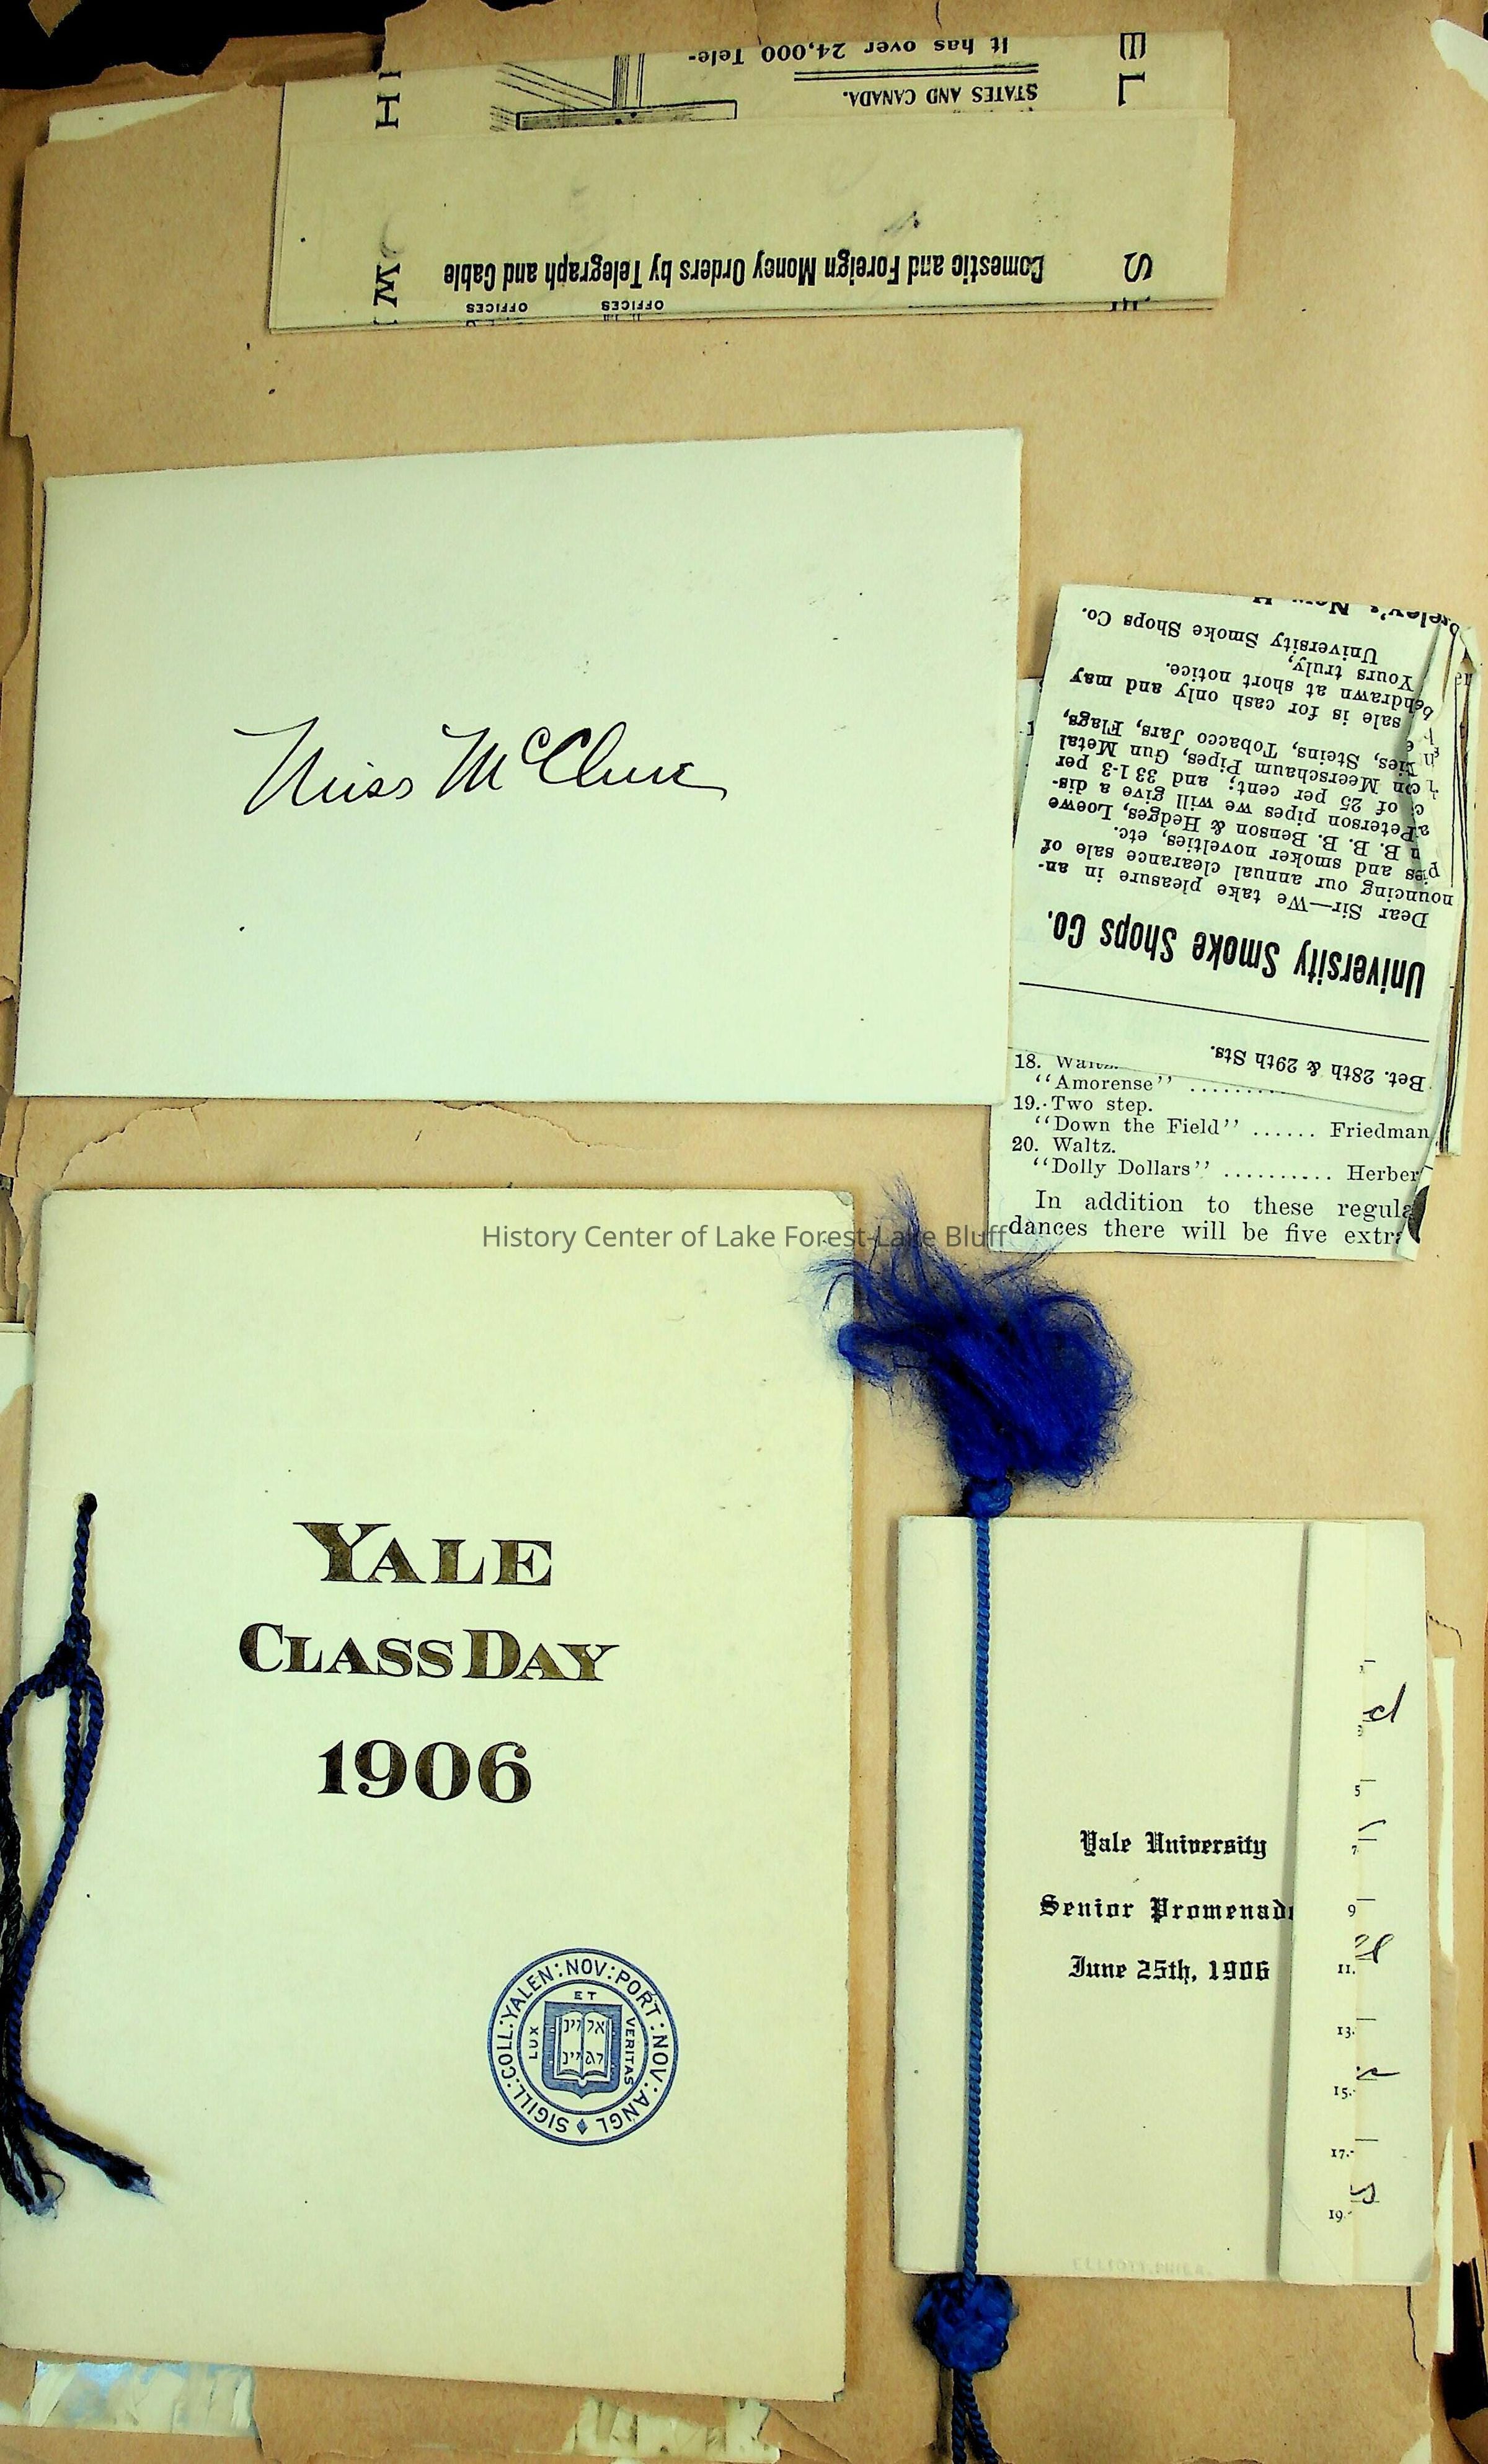 It has over 24,000 Tele-
STATES AND CANADA.
E
L
H
Domestic and Foreign Money Orders by Telegraph and Cable
OFFICES
OFFICES
S
W
Miss McClure
Bet. 28th & 29th Sts.
University Smoke Shops Co.
Dear Sir—We take pleasure in an-
nouncing our annual clearance sale of
and smoker novelties, etc.
B. B. B. Benson & Hedges, Loewe
Peterson pipes we will give a dis-
of 25 per cent; and 33 1-3 per
on Meerschaum Pipes, Gun Metal
Steins, Tobacco Jars, Flags,
sale is for cash only and may
at short notice.
Yours truly,
University Smoke Shops Co.
18. Waltz.
"Amorense" ........
19. Two step.
"Down the Field" ...... Friedman
20. Waltz.
"Dolly Dollars" .......... Herber
In addition to these regula
dances there will be five extra
History Center of Lake Forest-Lake Bluff
YALE
CLASS DAY
1906
SIGILL:COLL:YALEN:NOV:PORT:NOV:ANGL
LUX
ET
VERITAS
Yale University
Senior Promenad
June 25th, 1906
5
7
9
11.
13.
15.
17.
19.